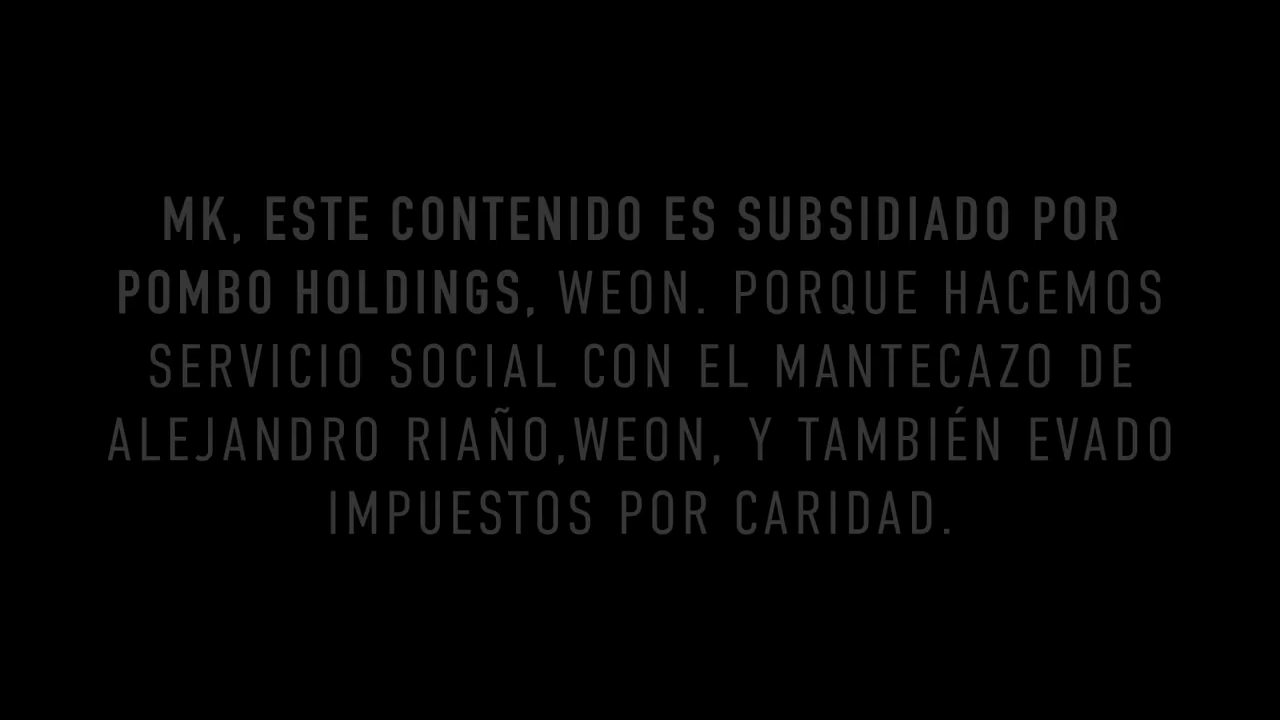 MK, ESTE CONTENIDO ES SUBSIDIADO POR
POMBO HOLDINGS, WEON. PORQUE HACEMOS
SERVICIO SOCIAL CON EL MANTECAZO DE
ALEJANDRO RIAÑO,WEON, Y TAMBIÉN EVADO
IMPUESTOS POR CARIDAD.